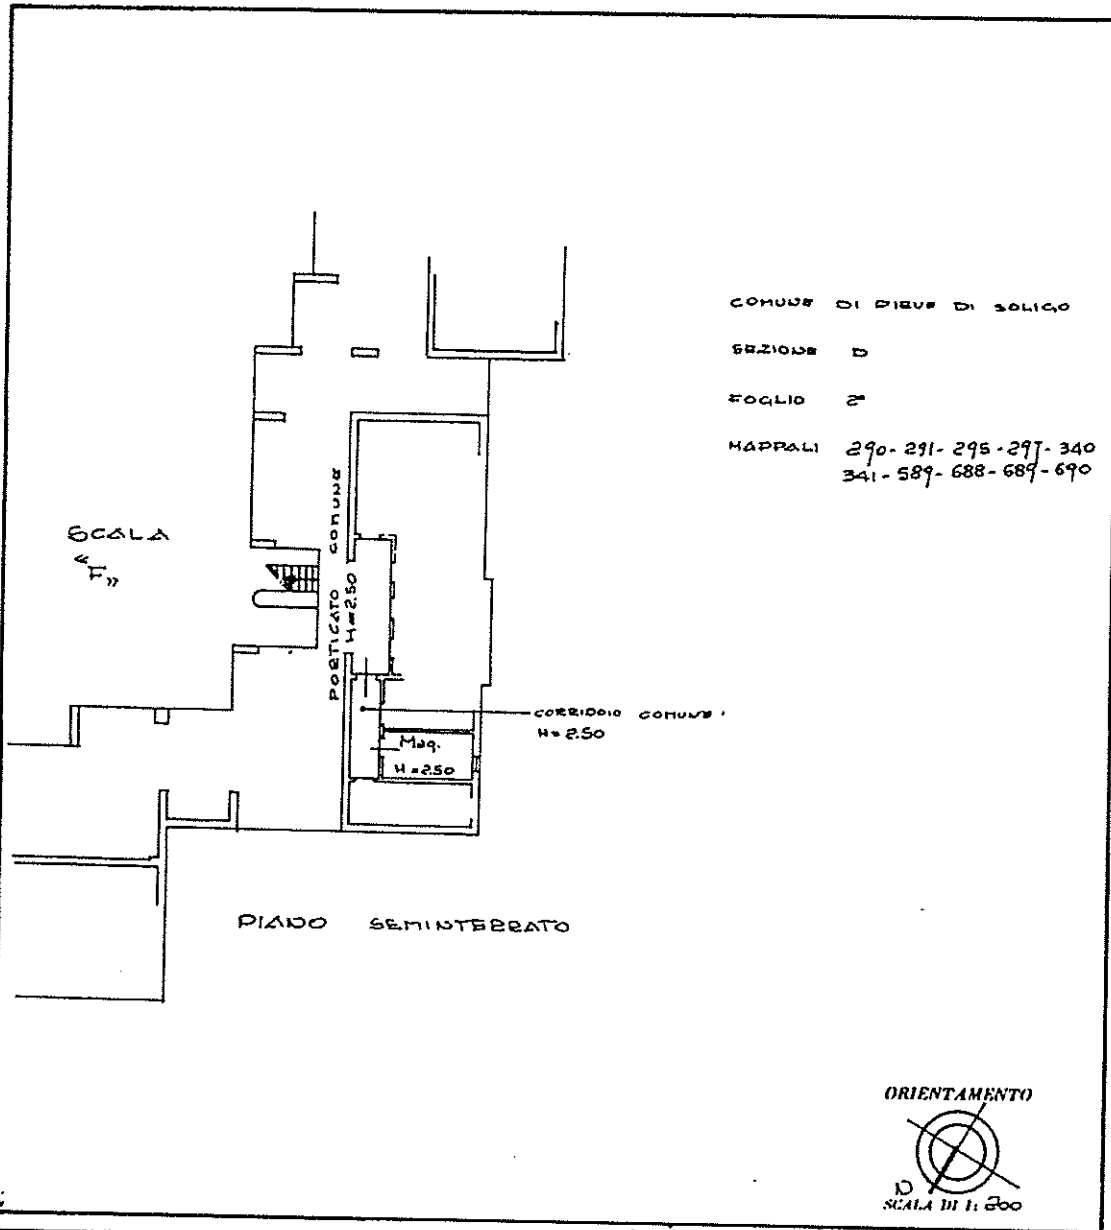 COMUNE DI PIEVE DI SOLIGO
SEZIONE D
FOGLIO 2°
MAPPALI 290-291-295-297-340
341-589-688-689-690
SCALA
"F"
PORTICATO COMUNE
H=2.50
CORRIDOIO COMUNE
H=2.50
Mag.
H=2.50
PIANO SEMINTERRATO
ORIENTAMENTO
N
SCALA DI 1: 200